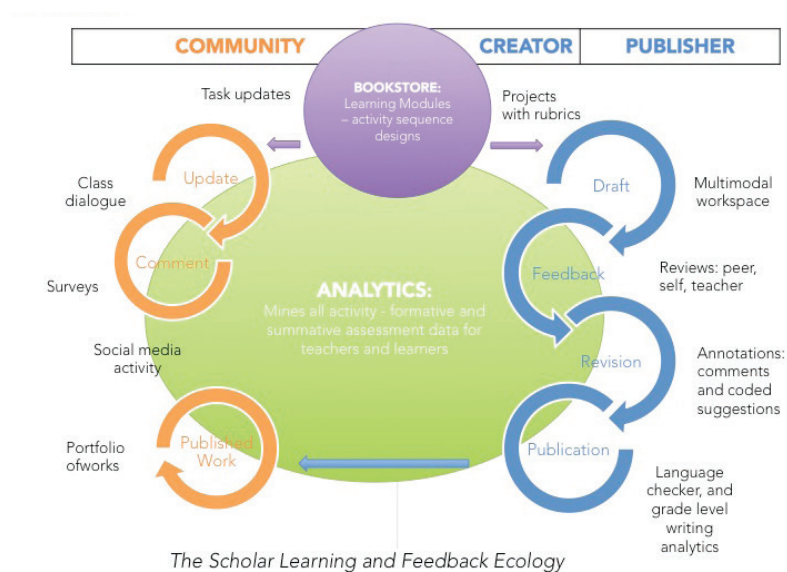 COMMUNITY
CREATOR
PUBLISHER
BOOKSTORE:
Learning Modules
– activity sequence
designs
Task updates
Projects
with rubrics
Update
Class
dialogue
Draft
Multimodal
workspace
Comment
Surveys
Feedback
Reviews: peer,
self, teacher
ANALYTICS:
Mines all activity - formative and
summative assessment data for
teachers and learners
Social media
activity
Revision
Annotations:
comments
and coded
suggestions
Published
Work
Portfolio
ofworks
Publication
Language
checker, and
grade level
writing
analytics
The Scholar Learning and Feedback Ecology